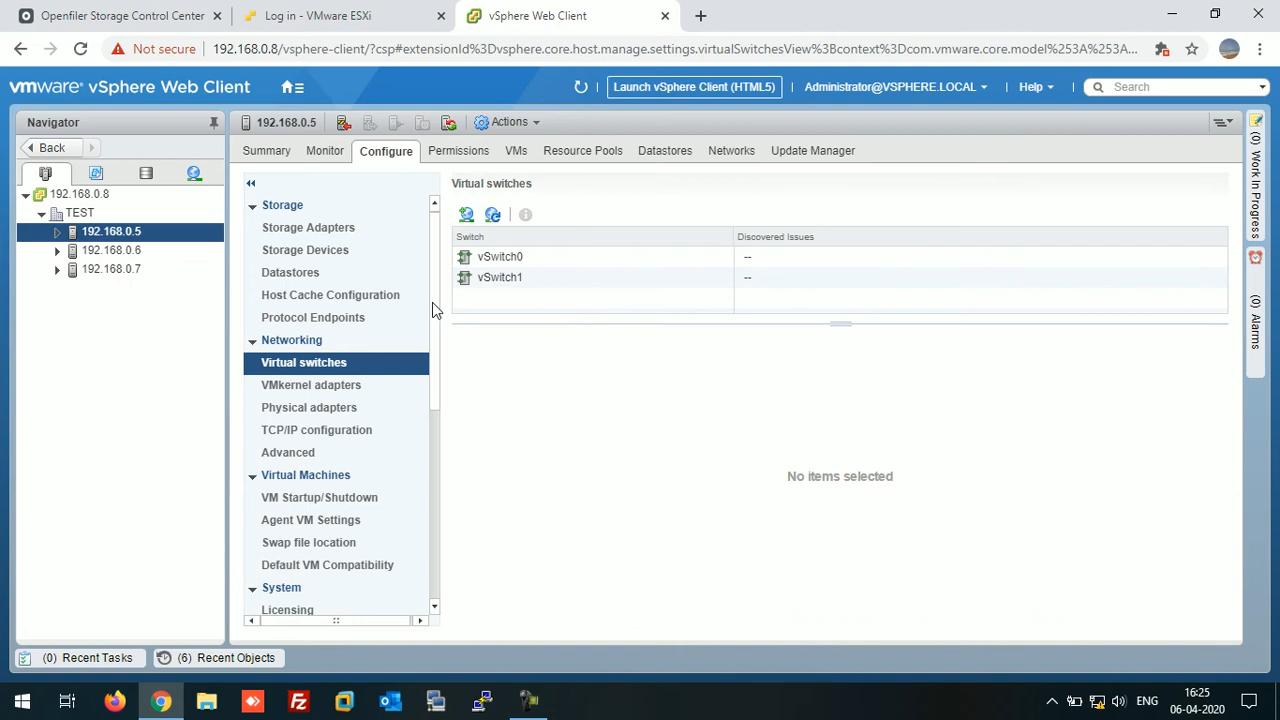 Openfiler Storage Control Center
Log in - VMware ESXi
vSphere Web Client
Not secure
192.168.0.8/vsphere-client/?csp#extensionId%3Dvsphere.core.host.manage.settings.virtualSwitchesView%3Bcontext%3Dcom.vmware.core.model%253A%253A...
vmware vSphere Web Client
Launch vSphere Client (HTML5)
Administrator@VSPHERE.LOCAL
Help
Search
Navigator
Back
192.168.0.8
TEST
192.168.0.5
192.168.0.6
192.168.0.7
192.168.0.5
Actions
Summary
Monitor
Configure
Permissions
VMs
Resource Pools
Datastores
Networks
Update Manager
Storage
Storage Adapters
Storage Devices
Datastores
Host Cache Configuration
Protocol Endpoints
Networking
Virtual switches
VMkernel adapters
Physical adapters
TCP/IP configuration
Advanced
Virtual Machines
VM Startup/Shutdown
Agent VM Settings
Swap file location
Default VM Compatibility
System
Licensing
Virtual switches
Switch
Discovered Issues
vSwitch0
--
vSwitch1
--
No items selected
(0) Work In Progress
(0) Alarms
(0) Recent Tasks
(6) Recent Objects
ENG
16:25
06-04-2020